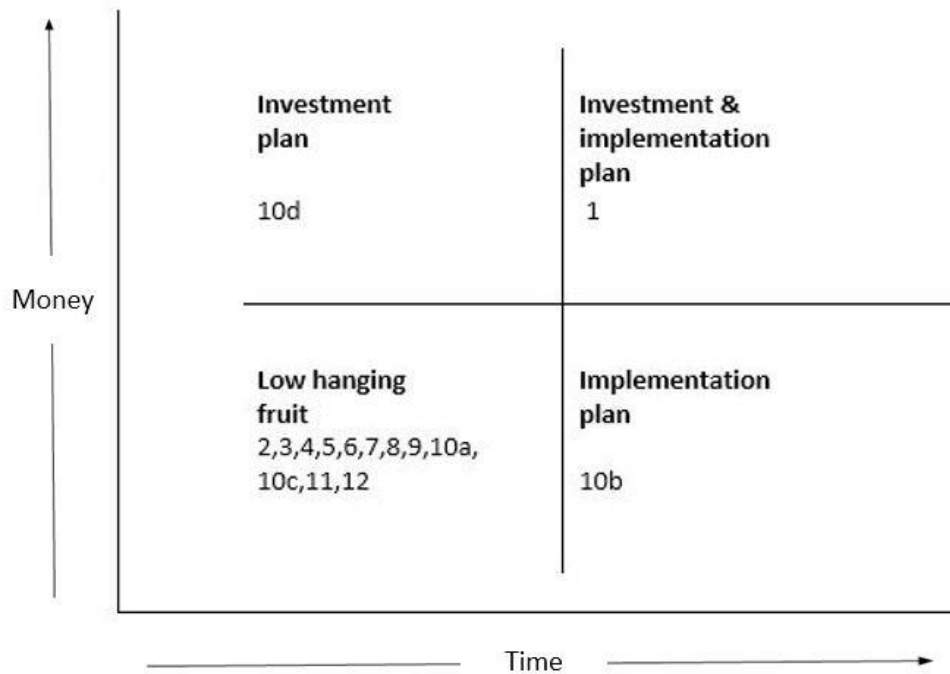 Investment
plan
10d
Investment &
implementation
plan
1
Money
Low hanging
fruit
2,3,4,5,6,7,8,9,10a,
10c,11,12
Implementation
plan
10b
Time